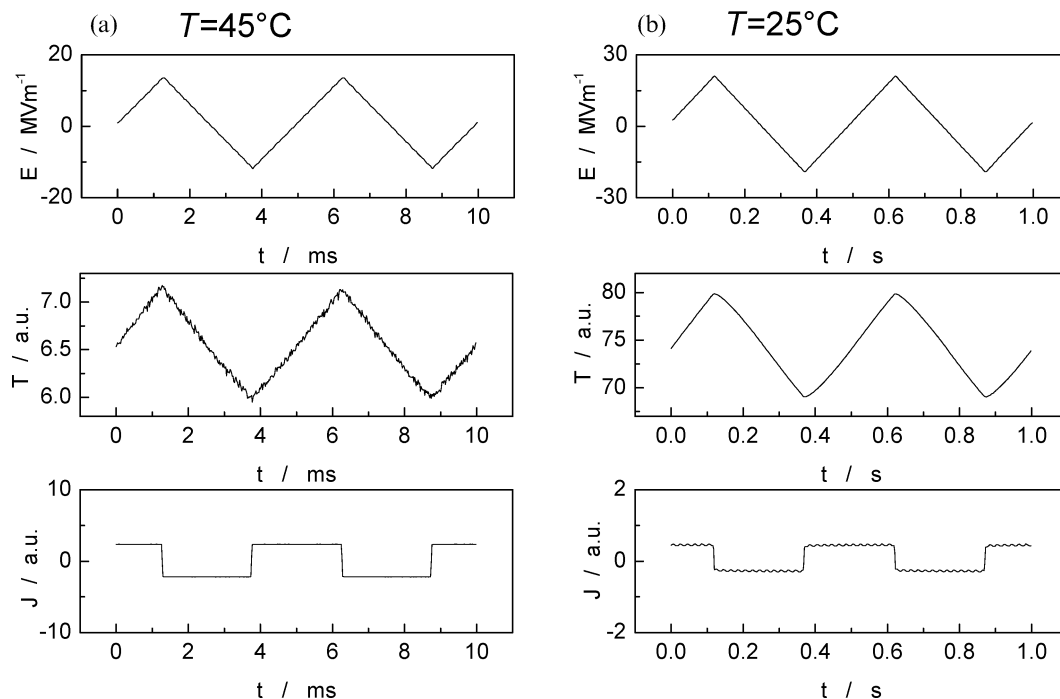 (a) T=45°C
20
0
-20
E / MVm⁻¹
0 2 4 6 8 10
t / ms
7.0
6.5
6.0
T / a.u.
0 2 4 6 8 10
t / ms
10
0
-10
J / a.u.
0 2 4 6 8 10
t / ms
(b) T=25°C
30
0
-30
E / MVm⁻¹
0.0 0.2 0.4 0.6 0.8 1.0
t / s
80
75
70
T / a.u.
0.0 0.2 0.4 0.6 0.8 1.0
t / s
2
0
-2
J / a.u.
0.0 0.2 0.4 0.6 0.8 1.0
t / s